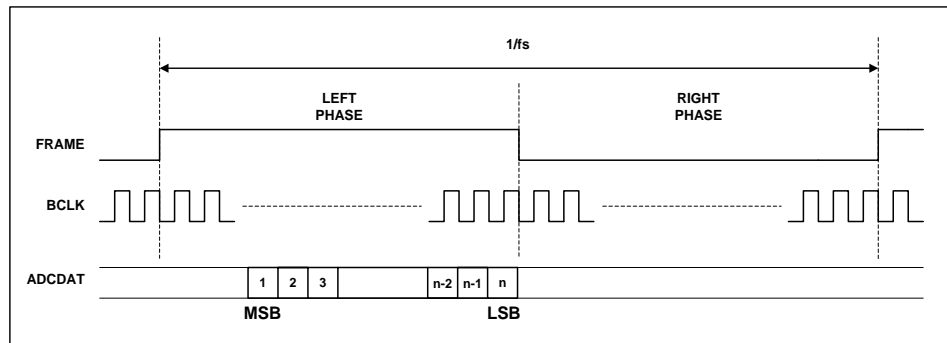 1/fs
LEFT
PHASE
RIGHT
PHASE
FRAME
BCLK
ADCDAT
1 2 3 n-2 n-1 n
MSB LSB